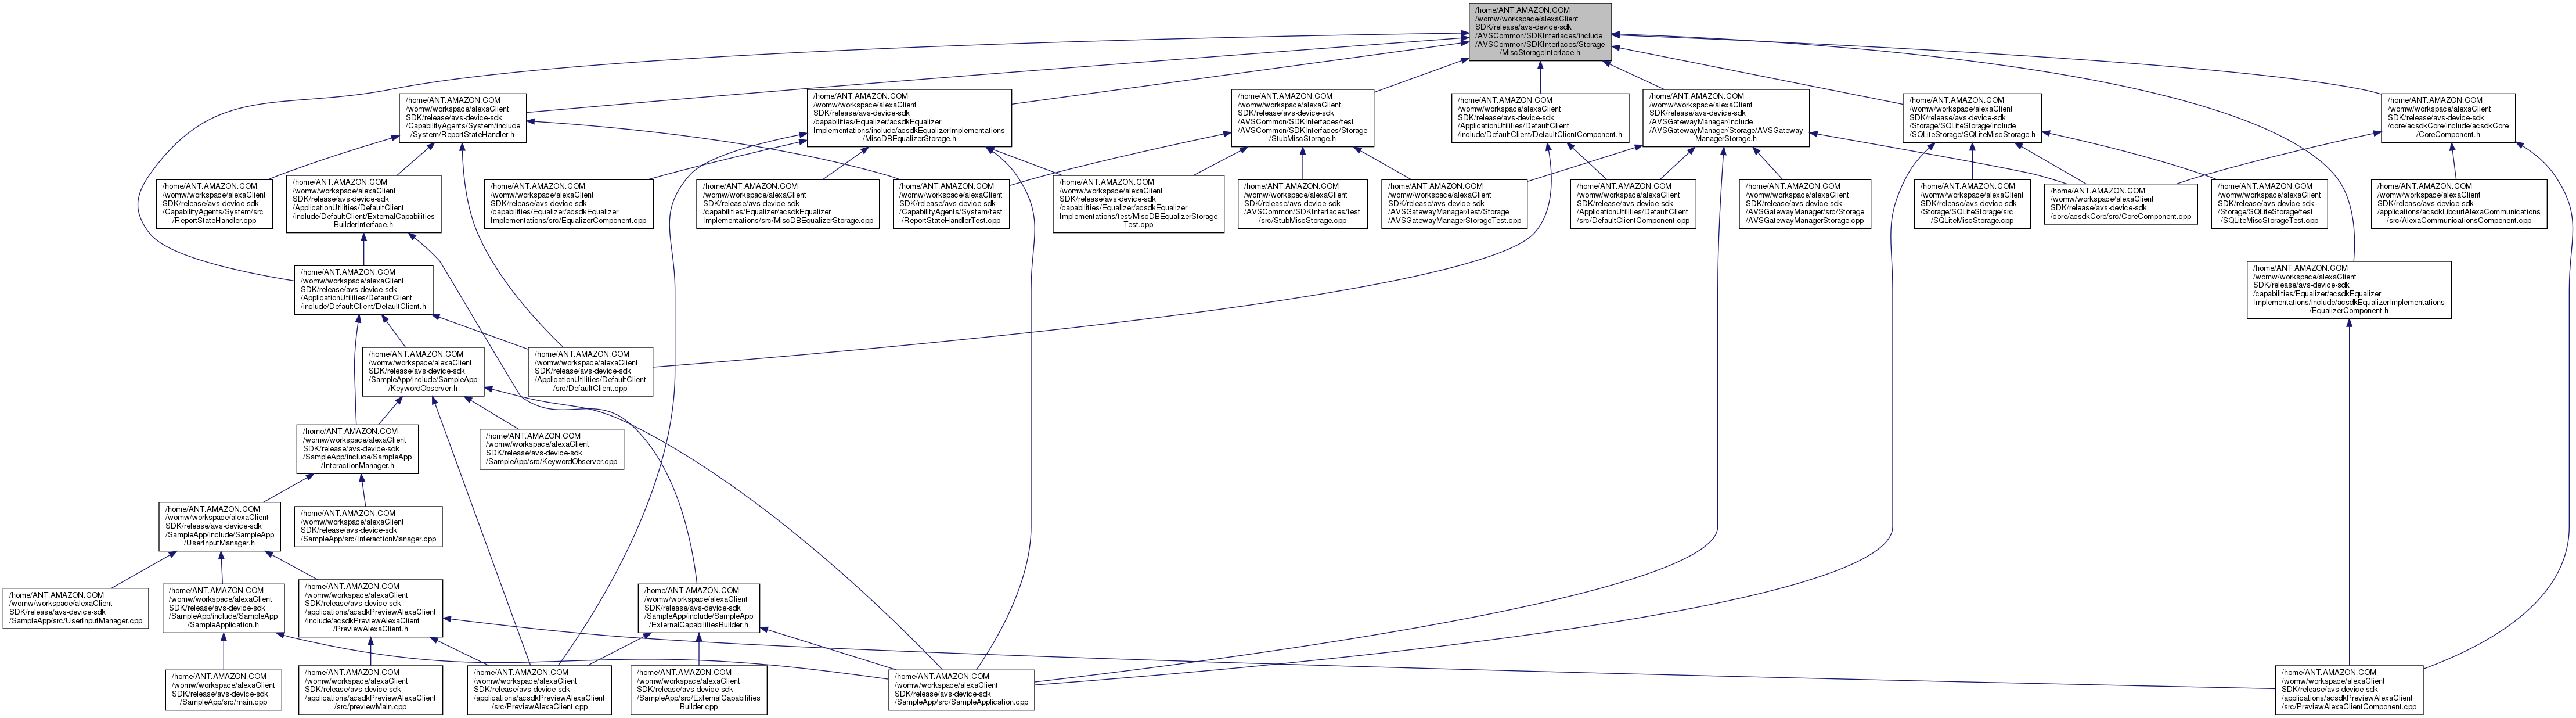 /home/ANT.AMAZON.COM
/womw/workspace/alexaClient
SDK/release/avs-device-sdk
/AVSCommon/SDKInterfaces/include
/AVSCommon/SDKInterfaces/Storage
/MiscStorageInterface.h
/home/ANT.AMAZON.COM
/womw/workspace/alexaClient
SDK/release/avs-device-sdk
/CapabilityAgents/System/include
/System/ReportStateHandler.h
/home/ANT.AMAZON.COM
/womw/workspace/alexaClient
SDK/release/avs-device-sdk
/capabilities/Equalizer/acsdkEqualizer
Implementations/include/acsdkEqualizerImplementations
/MiscDBEqualizerStorage.h
/home/ANT.AMAZON.COM
/womw/workspace/alexaClient
SDK/release/avs-device-sdk
/AVSCommon/SDKInterfaces/test
/AVSCommon/SDKInterfaces/Storage
/StubMiscStorage.h
/home/ANT.AMAZON.COM
/womw/workspace/alexaClient
SDK/release/avs-device-sdk
/ApplicationUtilities/DefaultClient
/include/DefaultClient/DefaultClientComponent.h
/home/ANT.AMAZON.COM
/womw/workspace/alexaClient
SDK/release/avs-device-sdk
/AVSGatewayManager/include
/AVSGatewayManager/Storage/AVSGateway
ManagerStorage.h
/home/ANT.AMAZON.COM
/womw/workspace/alexaClient
SDK/release/avs-device-sdk
/Storage/SQLiteStorage/include
/SQLiteStorage/SQLiteMiscStorage.h
/home/ANT.AMAZON.COM
/womw/workspace/alexaClient
SDK/release/avs-device-sdk
/core/acsdkCore/include/acsdkCore
/CoreComponent.h
/home/ANT.AMAZON.COM
/womw/workspace/alexaClient
SDK/release/avs-device-sdk
/CapabilityAgents/System/src
/ReportStateHandler.cpp
/home/ANT.AMAZON.COM
/womw/workspace/alexaClient
SDK/release/avs-device-sdk
/ApplicationUtilities/DefaultClient
/include/DefaultClient/ExternalCapabilities
BuilderInterface.h
/home/ANT.AMAZON.COM
/womw/workspace/alexaClient
SDK/release/avs-device-sdk
/capabilities/Equalizer/acsdkEqualizer
Implementations/src/EqualizerComponent.cpp
/home/ANT.AMAZON.COM
/womw/workspace/alexaClient
SDK/release/avs-device-sdk
/capabilities/Equalizer/acsdkEqualizer
Implementations/src/MiscDBEqualizerStorage.cpp
/home/ANT.AMAZON.COM
/womw/workspace/alexaClient
SDK/release/avs-device-sdk
/CapabilityAgents/System/test
/ReportStateHandlerTest.cpp
/home/ANT.AMAZON.COM
/womw/workspace/alexaClient
SDK/release/avs-device-sdk
/capabilities/Equalizer/acsdkEqualizer
Implementations/test/MiscDBEqualizerStorage
Test.cpp
/home/ANT.AMAZON.COM
/womw/workspace/alexaClient
SDK/release/avs-device-sdk
/AVSCommon/SDKInterfaces/test
/src/StubMiscStorage.cpp
/home/ANT.AMAZON.COM
/womw/workspace/alexaClient
SDK/release/avs-device-sdk
/AVSGatewayManager/test/Storage
/AVSGatewayManagerStorageTest.cpp
/home/ANT.AMAZON.COM
/womw/workspace/alexaClient
SDK/release/avs-device-sdk
/ApplicationUtilities/DefaultClient
/src/DefaultClientComponent.cpp
/home/ANT.AMAZON.COM
/womw/workspace/alexaClient
SDK/release/avs-device-sdk
/AVSGatewayManager/src/Storage
/AVSGatewayManagerStorage.cpp
/home/ANT.AMAZON.COM
/womw/workspace/alexaClient
SDK/release/avs-device-sdk
/Storage/SQLiteStorage/src
/SQLiteMiscStorage.cpp
/home/ANT.AMAZON.COM
/womw/workspace/alexaClient
SDK/release/avs-device-sdk
/core/acsdkCore/src/CoreComponent.cpp
/home/ANT.AMAZON.COM
/womw/workspace/alexaClient
SDK/release/avs-device-sdk
/Storage/SQLiteStorage/test
/SQLiteMiscStorageTest.cpp
/home/ANT.AMAZON.COM
/womw/workspace/alexaClient
SDK/release/avs-device-sdk
/applications/acsdkLibcurlAlexaCommunications
/src/AlexaCommunicationsComponent.cpp
/home/ANT.AMAZON.COM
/womw/workspace/alexaClient
SDK/release/avs-device-sdk
/ApplicationUtilities/DefaultClient
/include/DefaultClient/DefaultClient.h
/home/ANT.AMAZON.COM
/womw/workspace/alexaClient
SDK/release/avs-device-sdk
/capabilities/Equalizer/acsdkEqualizer
Implementations/include/acsdkEqualizerImplementations
/EqualizerComponent.h
/home/ANT.AMAZON.COM
/womw/workspace/alexaClient
SDK/release/avs-device-sdk
/SampleApp/include/SampleApp
/KeywordObserver.h
/home/ANT.AMAZON.COM
/womw/workspace/alexaClient
SDK/release/avs-device-sdk
/ApplicationUtilities/DefaultClient
/src/DefaultClient.cpp
/home/ANT.AMAZON.COM
/womw/workspace/alexaClient
SDK/release/avs-device-sdk
/SampleApp/include/SampleApp
/InteractionManager.h
/home/ANT.AMAZON.COM
/womw/workspace/alexaClient
SDK/release/avs-device-sdk
/SampleApp/src/KeywordObserver.cpp
/home/ANT.AMAZON.COM
/womw/workspace/alexaClient
SDK/release/avs-device-sdk
/SampleApp/include/SampleApp
/UserInputManager.h
/home/ANT.AMAZON.COM
/womw/workspace/alexaClient
SDK/release/avs-device-sdk
/SampleApp/src/InteractionManager.cpp
/home/ANT.AMAZON.COM
/womw/workspace/alexaClient
SDK/release/avs-device-sdk
/SampleApp/src/UserInputManager.cpp
/home/ANT.AMAZON.COM
/womw/workspace/alexaClient
SDK/release/avs-device-sdk
/SampleApp/include/SampleApp
/SampleApplication.h
/home/ANT.AMAZON.COM
/womw/workspace/alexaClient
SDK/release/avs-device-sdk
/applications/acsdkPreviewAlexaClient
/include/acsdkPreviewAlexaClient
/PreviewAlexaClient.h
/home/ANT.AMAZON.COM
/womw/workspace/alexaClient
SDK/release/avs-device-sdk
/SampleApp/include/SampleApp
/ExternalCapabilitiesBuilder.h
/home/ANT.AMAZON.COM
/womw/workspace/alexaClient
SDK/release/avs-device-sdk
/SampleApp/src/main.cpp
/home/ANT.AMAZON.COM
/womw/workspace/alexaClient
SDK/release/avs-device-sdk
/applications/acsdkPreviewAlexaClient
/src/previewMain.cpp
/home/ANT.AMAZON.COM
/womw/workspace/alexaClient
SDK/release/avs-device-sdk
/applications/acsdkPreviewAlexaClient
/src/PreviewAlexaClient.cpp
/home/ANT.AMAZON.COM
/womw/workspace/alexaClient
SDK/release/avs-device-sdk
/SampleApp/src/ExternalCapabilities
Builder.cpp
/home/ANT.AMAZON.COM
/womw/workspace/alexaClient
SDK/release/avs-device-sdk
/SampleApp/src/SampleApplication.cpp
/home/ANT.AMAZON.COM
/womw/workspace/alexaClient
SDK/release/avs-device-sdk
/applications/acsdkPreviewAlexaClient
/src/PreviewAlexaClientComponent.cpp